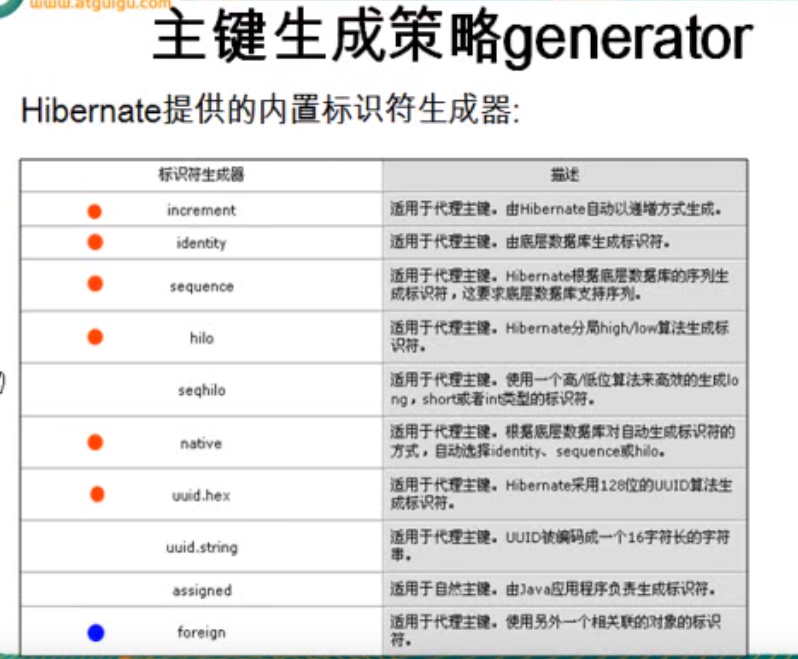 www.atguigu.com
主键生成策略generator
Hibernate提供的内置标识符生成器:
标识符生成器 描述
increment 适用于代理主键。由Hibernate自动以递增方式生成。
identity 适用于代理主键。由底层数据库生成标识符。
sequence 适用于代理主键。Hibernate根据底层数据库的序列生
成标识符，这要求底层数据库支持序列。
hilo 适用于代理主键。Hibernate分局high/low算法生成标
识符。
seqhilo 适用于代理主键。使用一个高/低位算法来高效的生成lo
ng，short或者int类型的标识符。
native 适用于代理主键。根据底层数据库对自动生成标识符的
方式，自动选择identity、sequence或hilo。
uuid.hex 适用于代理主键。Hibernate采用128位的UUID算法生
成标识符。
uuid.string 适用于代理主键。UUID被编码成一个16字符长的字符
串。
assigned 适用于自然主键。由Java应用程序负责生成标识符。
foreign 适用于代理主键。使用另外一个相关联的对象的标识
符。